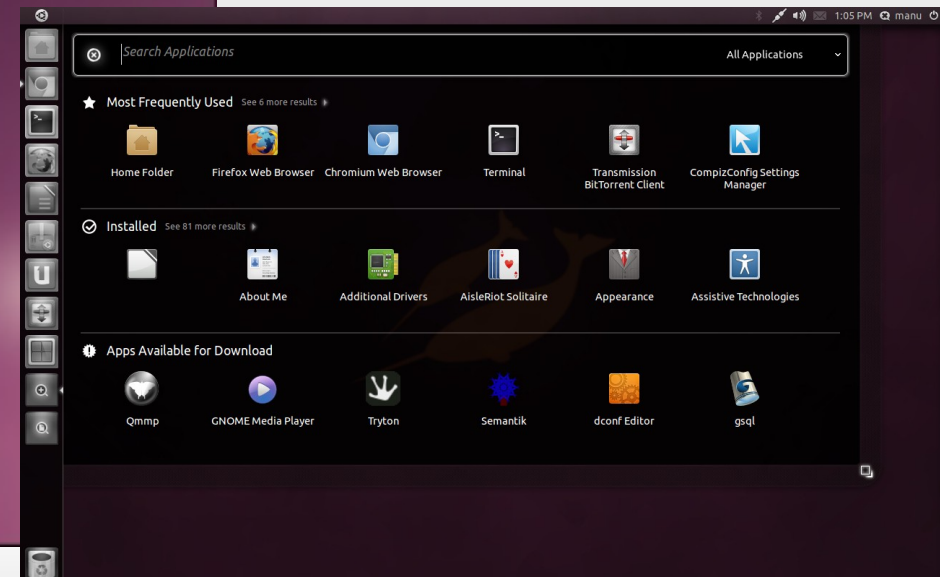 1:05 PM manu
Search Applications
All Applications
Most Frequently Used See 6 more results
Home Folder
Firefox Web Browser
Chromium Web Browser
Terminal
Transmission
BitTorrent Client
CompizConfig Settings
Manager
Installed See 81 more results
About Me
Additional Drivers
AisleRiot Solitaire
Appearance
Assistive Technologies
Apps Available for Download
Qmmp
GNOME Media Player
Tryton
Semantik
dconf Editor
gsql